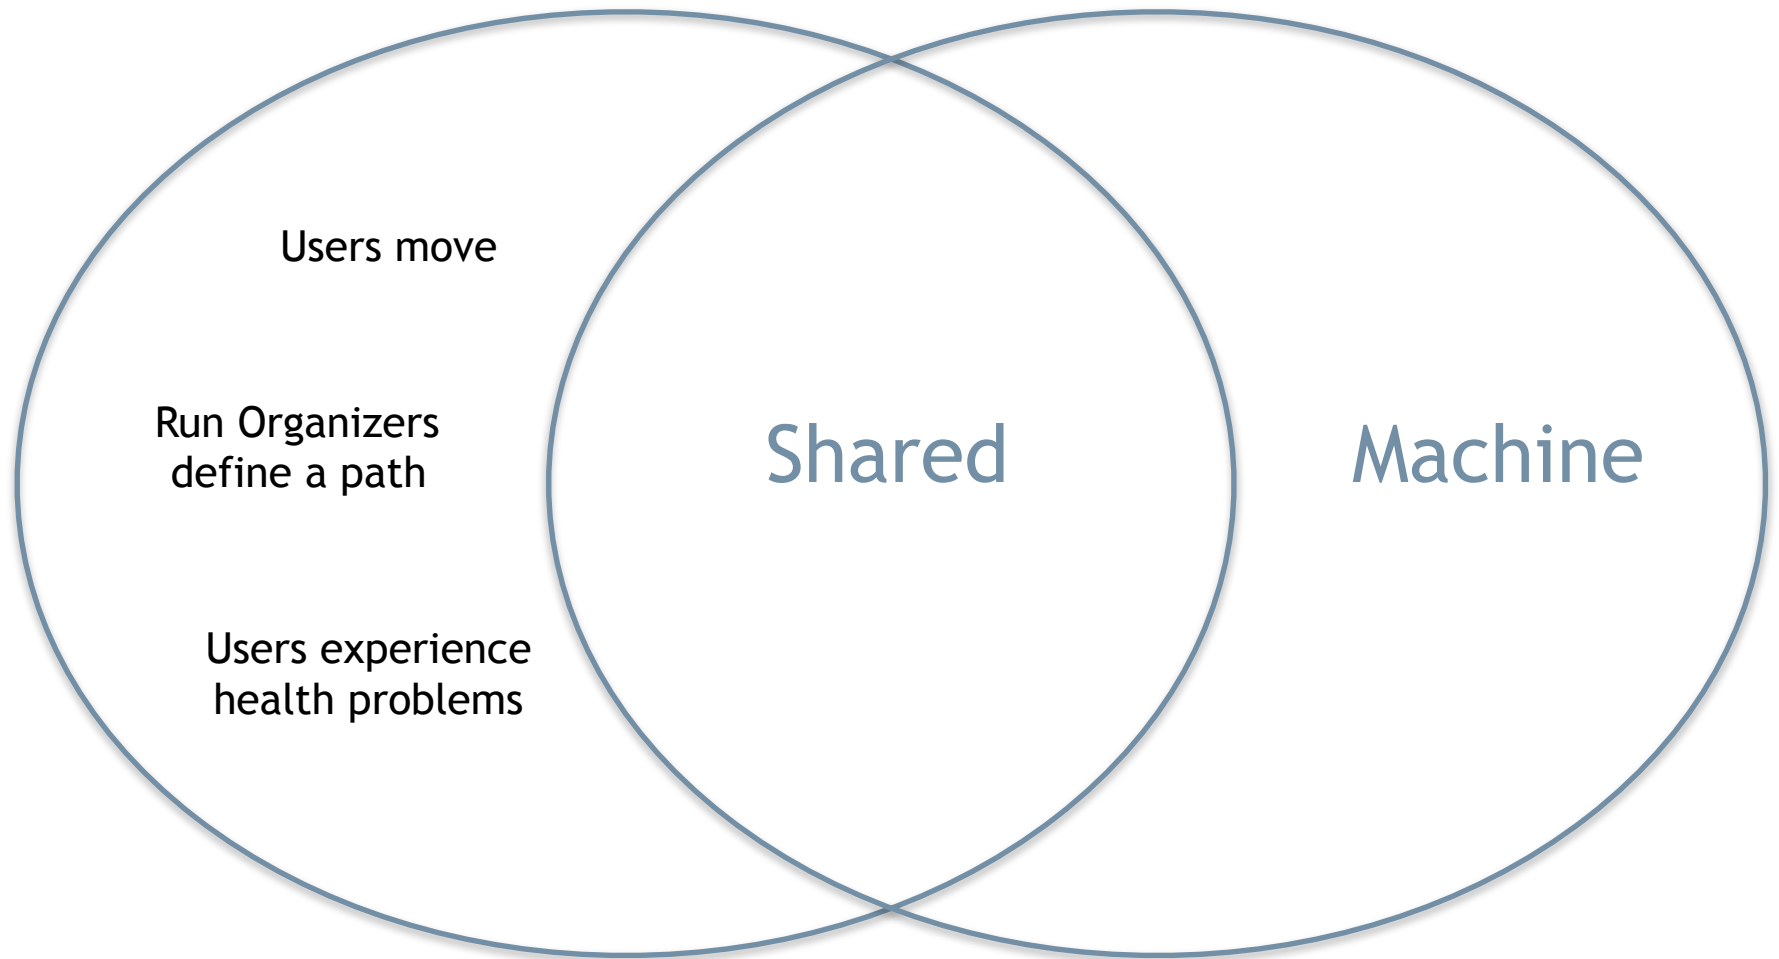 Users move
Run Organizers
define a path
Shared
Machine
Users experience
health problems